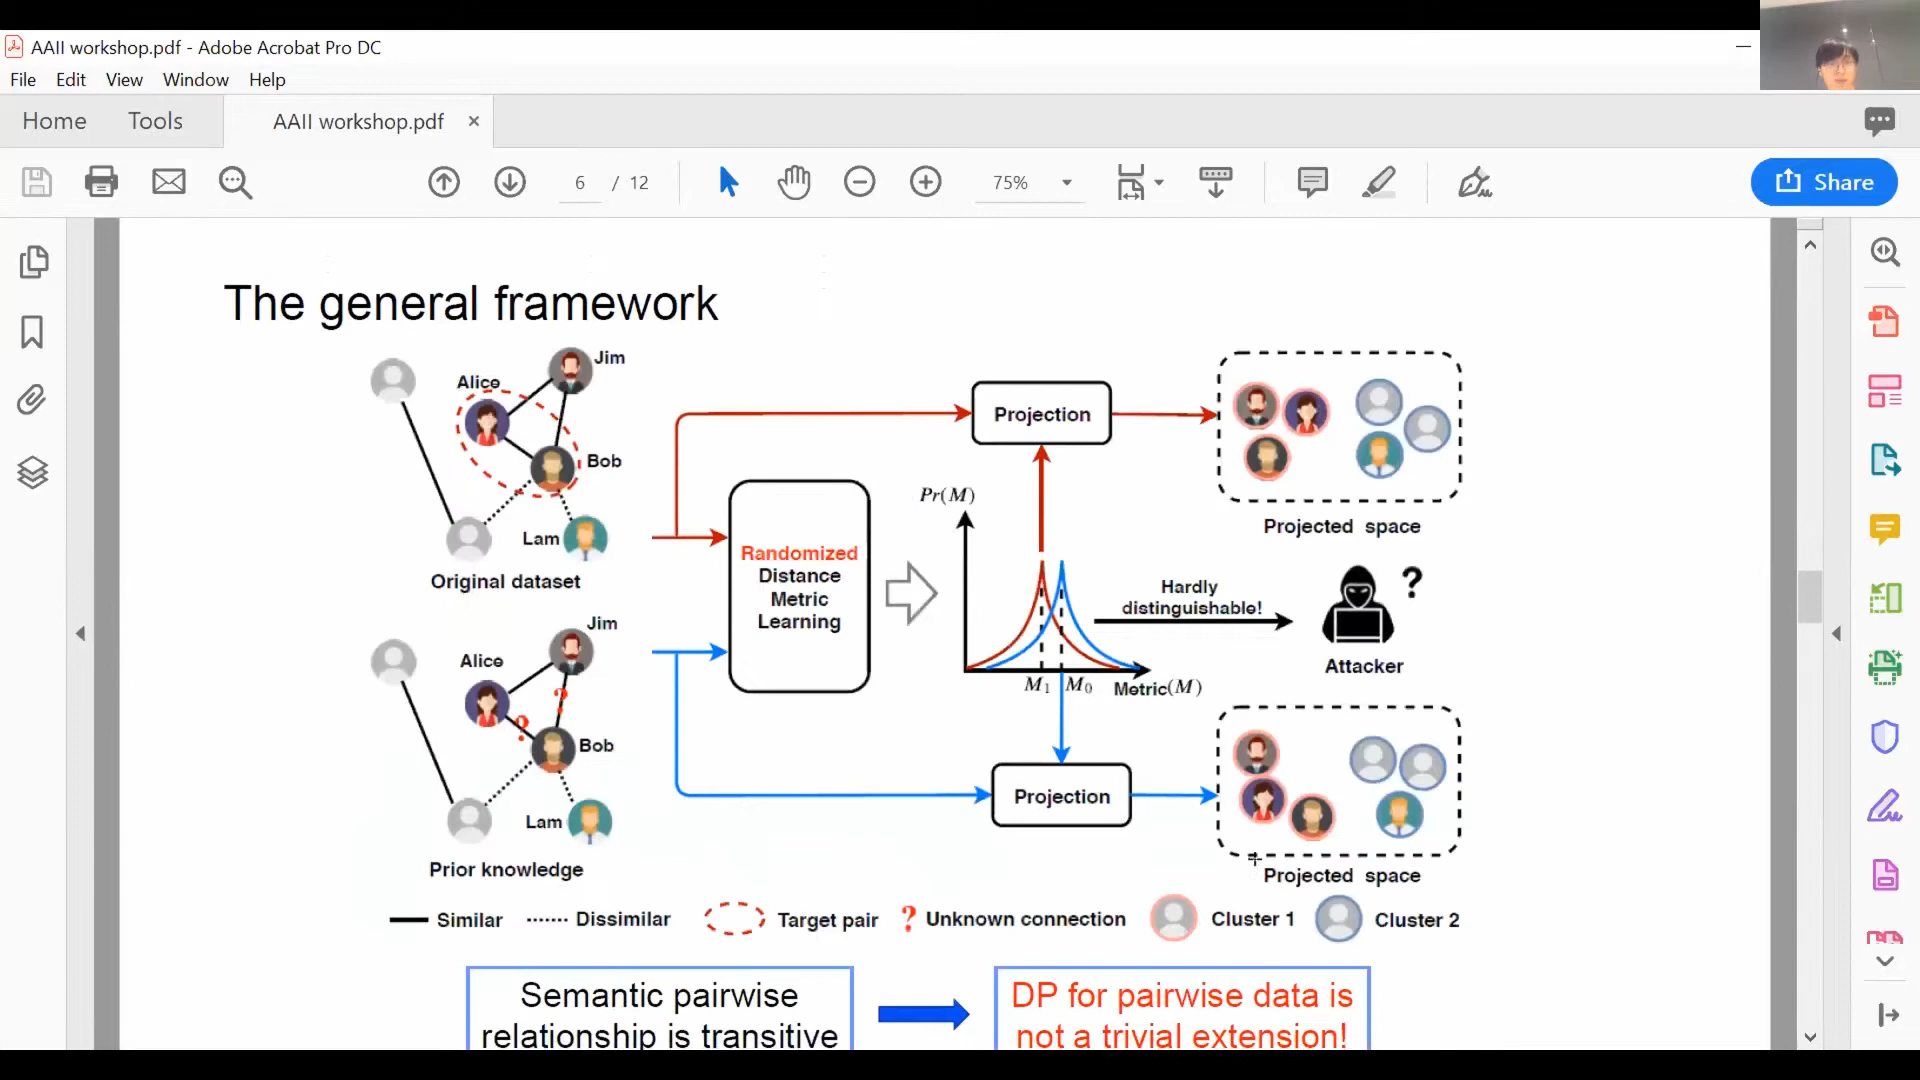 AAII workshop.pdf - Adobe Acrobat Pro DC
File Edit View Window Help
Home Tools AAII workshop.pdf ×
6 / 12 75% Share
The general framework
Jim
Alice
Bob
Lam
Original dataset
Jim
Alice
?
?
Bob
Lam
Prior knowledge
Randomized
Distance
Metric
Learning
Projection
Pr(M)
M₁ M₀ Metric(M)
Projection
Projected space
Hardly
distinguishable!
?
Attacker
Projected space
Similar Dissimilar Target pair ? Unknown connection Cluster 1 Cluster 2
Semantic pairwise
relationship is transitive
DP for pairwise data is
not a trivial extension!